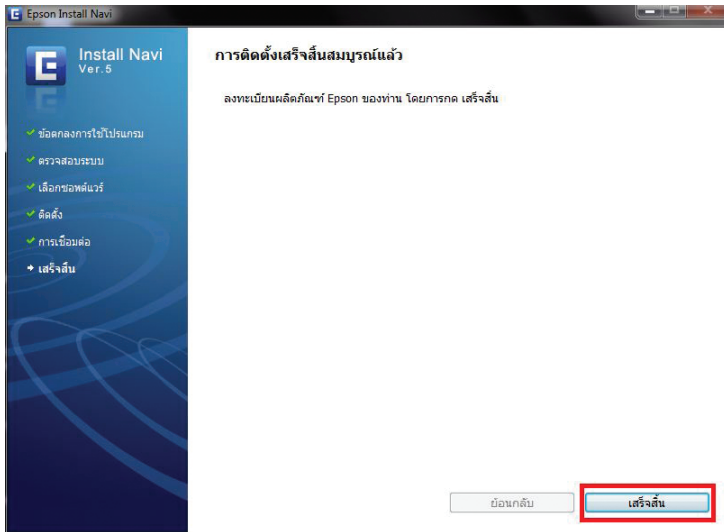 Epson Install Navi
Install Navi
Ver.5
ข้อตกลงการใช้โปรแกรม
ตรวจสอบระบบ
เลือกซอฟต์แวร์
ติดตั้ง
การเชื่อมต่อ
เสร็จสิ้น
การติดตั้งเสร็จสิ้นสมบูรณ์แล้ว
ลงทะเบียนผลิตภัณฑ์ Epson ของท่าน โดยการกด เสร็จสิ้น
ย้อนกลับ
เสร็จสิ้น